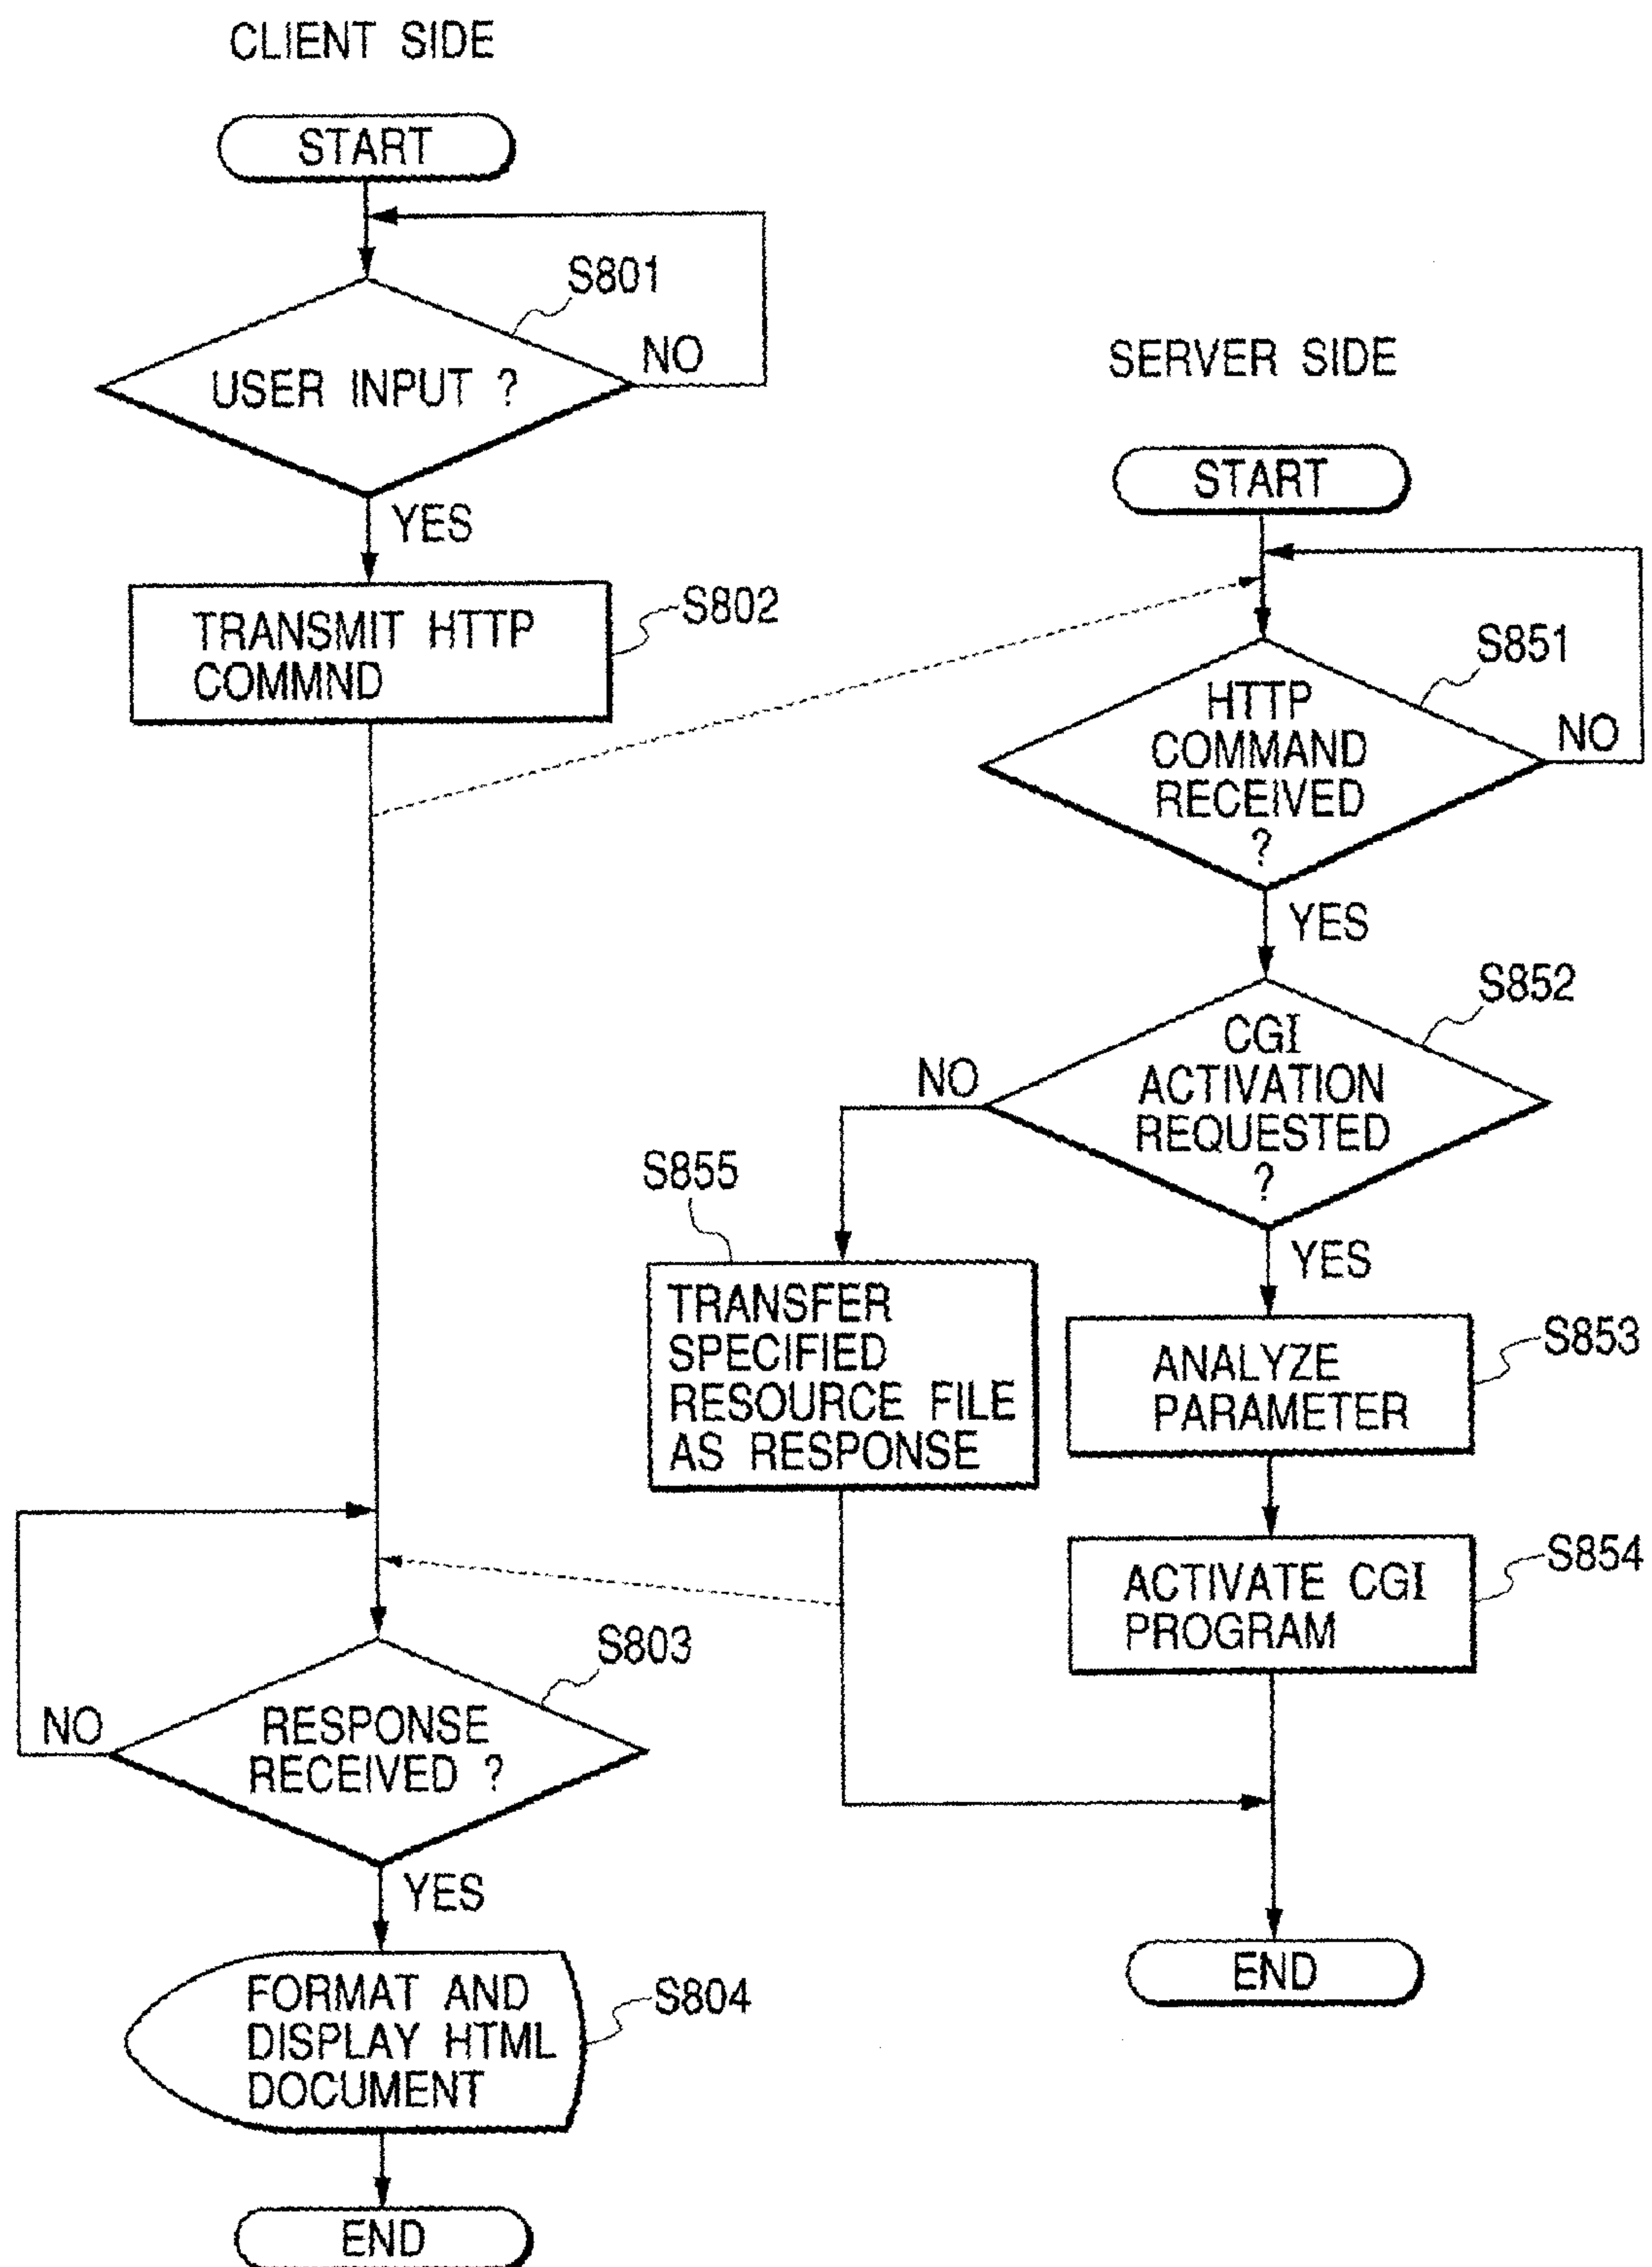 CLIENT SIDE
START
S801
USER INPUT ?
NO
YES
TRANSMIT HTTP
COMMND
S802
RESPONSE
RECEIVED ?
S803
NO
YES
FORMAT AND
DISPLAY HTML
DOCUMENT
S804
END
SERVER SIDE
START
S851
HTTP
COMMAND
RECEIVED
?
NO
YES
S852
CGI
ACTIVATION
REQUESTED
?
NO
YES
S855
TRANSFER
SPECIFIED
RESOURCE FILE
AS RESPONSE
ANALYZE
PARAMETER
S853
ACTIVATE CGI
PROGRAM
S854
END